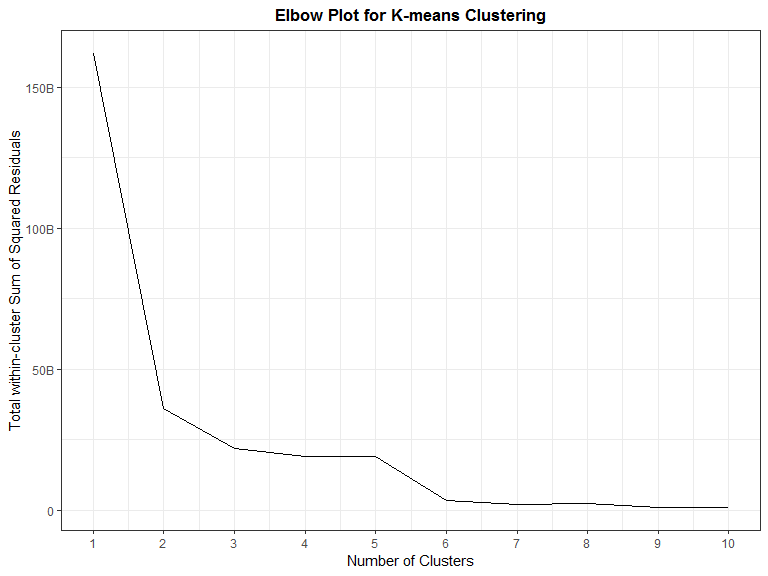 Elbow Plot for K-means Clustering
Total within-cluster Sum of Squared Residuals
150B
100B
50B
0
1 2 3 4 5 6 7 8 9 10
Number of Clusters